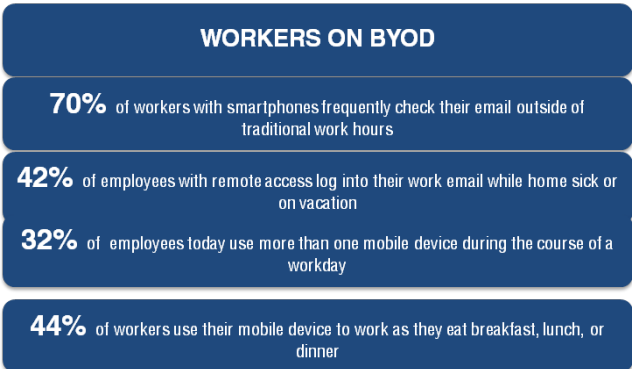 WORKERS ON BYOD
70% of workers with smartphones frequently check their email outside of
traditional work hours
42% of employees with remote access log into their work email while home sick or
on vacation
32% of employees today use more than one mobile device during the course of a
workday
44% of workers use their mobile device to work as they eat breakfast, lunch, or
dinner